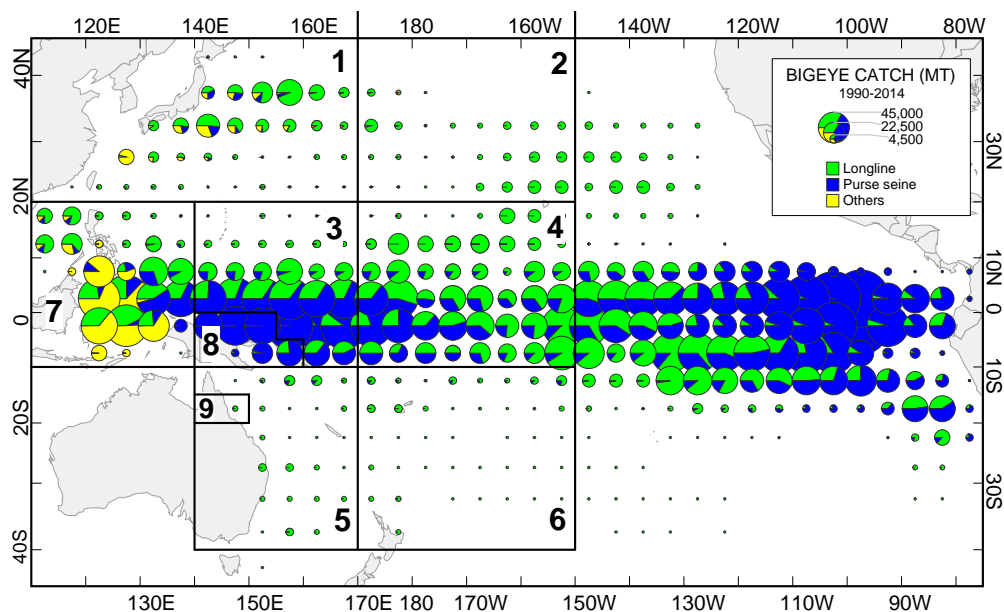 120E 140E 160E 180 160W 140W 120W 100W 80W
40N
20N
0
20S
40S
30N
10N
10S
30S
130E 150E 170E 180 170W 150W 130W 110W 90W
1
2
3
4
7
8
9
5
6
BIGEYE CATCH (MT)
1990-2014
45,000
22,500
4,500
Longline
Purse seine
Others